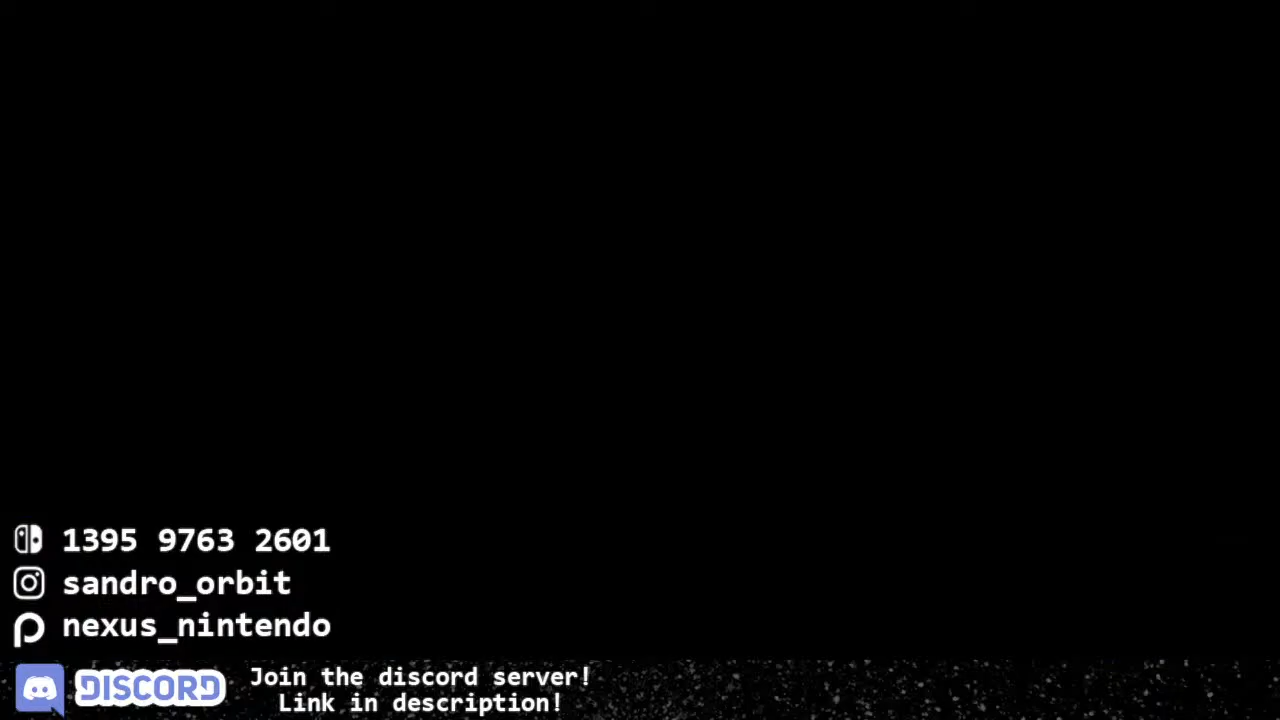 1395 9763 2601
sandro_orbit
nexus_nintendo
DISCORD
Join the discord server!
Link in description!